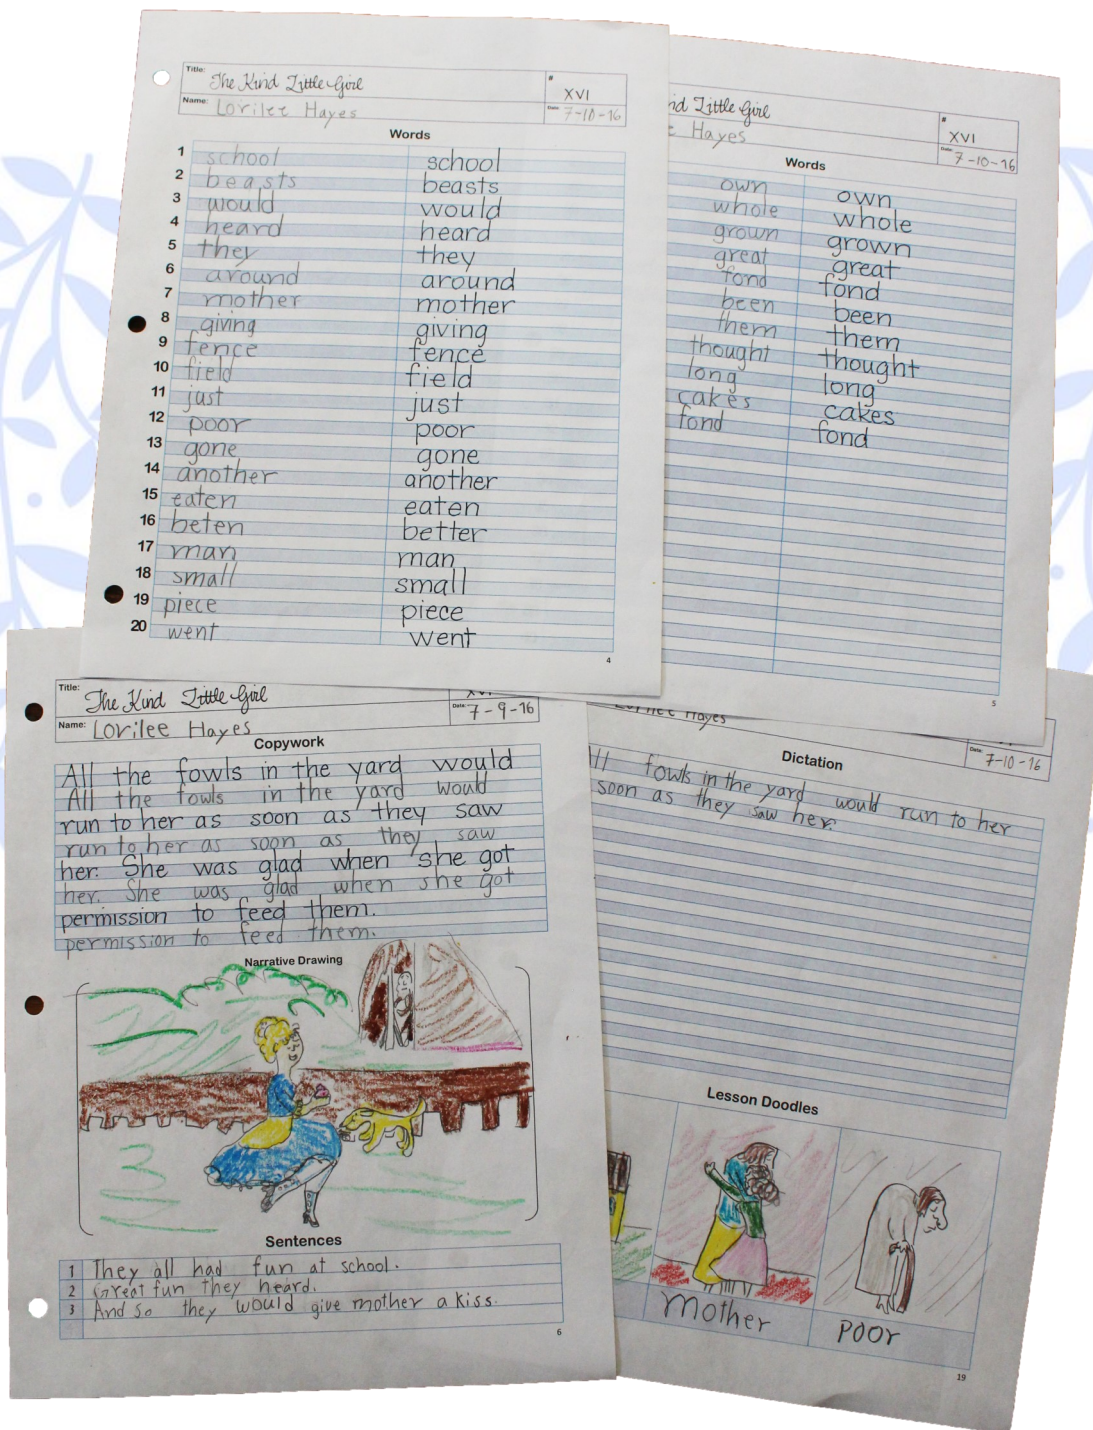 Title: The Kind Little Girl
# XVI
Name: Lorilee Hayes
Date: 7-10-16
Words
1 school school
2 beasts beasts
3 would would
4 heard heard
5 they they
6 around around
7 mother mother
8 giving giving
9 fence fence
10 field field
11 just just
12 poor poor
13 gone gone
14 another another
15 eaten eaten
16 beten better
17 man man
18 small small
19 piece piece
20 went went
4
nd Little Girl
# XVI
Hayes
Date: 7-10-16
Words
own own
whole whole
grown grown
great great
fond fond
been been
them them
thought thought
long long
cakes cakes
fond fond
5
Title: The Kind Little Girl
Name: Lorilee Hayes
Date: 7-9-16
Copywork
All the fowls in the yard would
All the fowls in the yard would
run to her as soon as they saw
run to her as soon as they saw
her. She was glad when she got
her. She was glad when she got
permission to feed them.
permission to feed them.
Narrative Drawing
Sentences
1 They all had fun at school.
2 Great fun they heard.
3 And so they would give mother a kiss.
6
Hayes
Date: 7-10-16
Dictation
All fowls in the yard would run to her
soon as they saw her.
Lesson Doodles
Mother
Poor
19